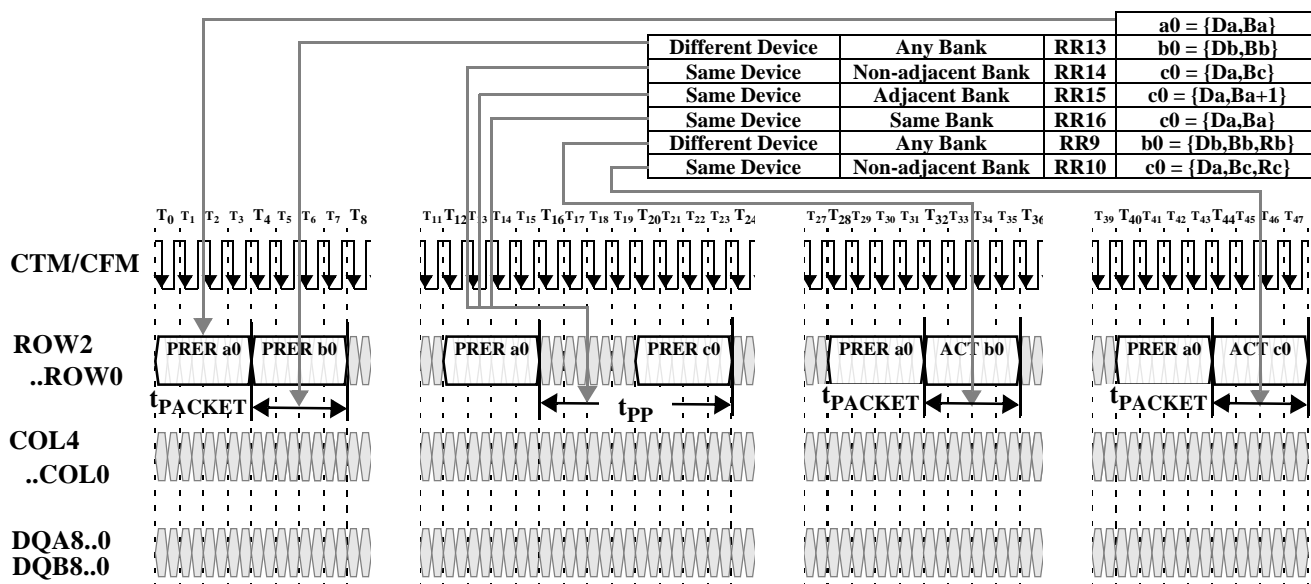 a0 = {Da,Ba}
Different Device Any Bank RR13 b0 = {Db,Bb}
Same Device Non-adjacent Bank RR14 c0 = {Da,Bc}
Same Device Adjacent Bank RR15 c0 = {Da,Ba+1}
Same Device Same Bank RR16 c0 = {Da,Ba}
Different Device Any Bank RR9 b0 = {Db,Bb,Rb}
Same Device Non-adjacent Bank RR10 c0 = {Da,Bc,Rc}
T0 T1 T2 T3 T4 T5 T6 T7 T8 T11 T12 T13 T14 T15 T16 T17 T18 T19 T20 T21 T22 T23 T24 T27 T28 T29 T30 T31 T32 T33 T34 T35 T36 T39 T40 T41 T42 T43 T44 T45 T46 T47
CTM/CFM
ROW2
..ROW0
PRER a0 PRER b0 PRER a0 PRER c0 PRER a0 ACT b0 PRER a0 ACT c0
tPACKET tPP tPACKET tPACKET
COL4
..COL0
DQA8..0
DQB8..0